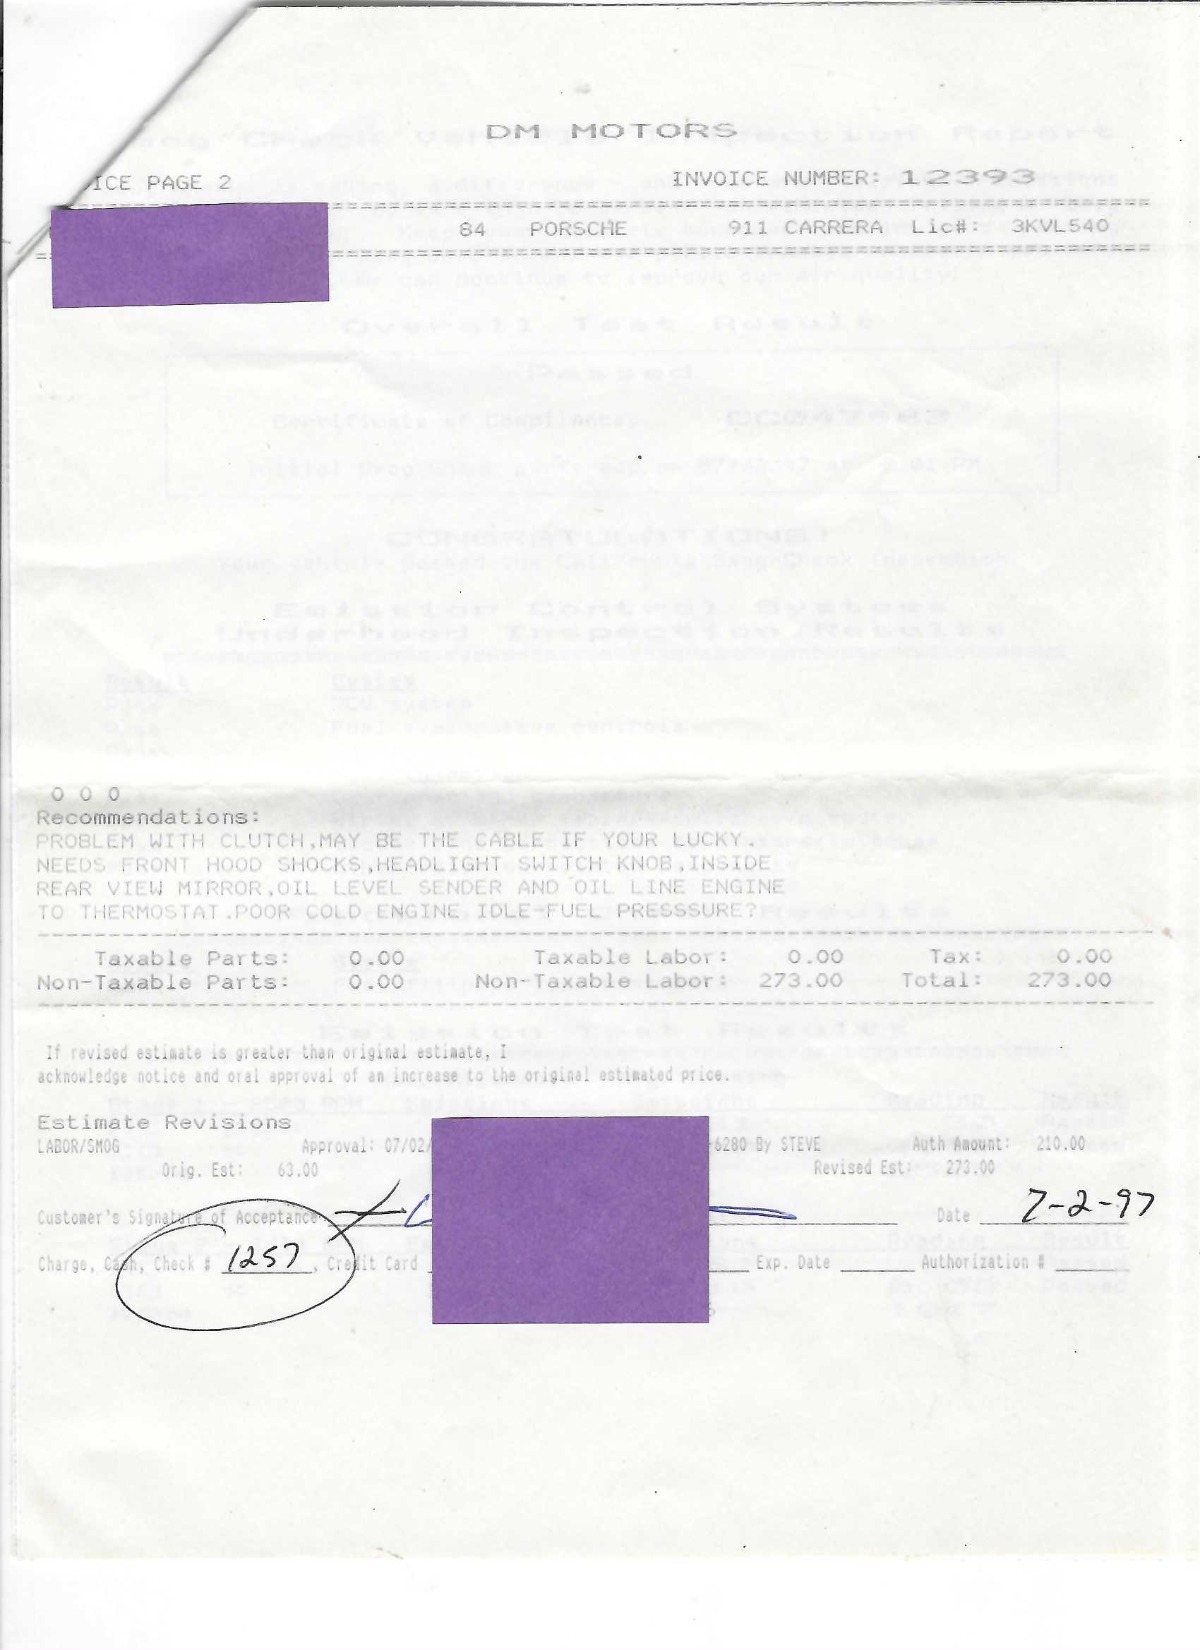 DM MOTORS
ICE PAGE 2 INVOICE NUMBER: 12393
84 PORSCHE 911 CARRERA Lic#: 3KVL540
0 0 0
Recommendations:
PROBLEM WITH CLUTCH,MAY BE THE CABLE IF YOUR LUCKY.
NEEDS FRONT HOOD SHOCKS,HEADLIGHT SWITCH KNOB,INSIDE
REAR VIEW MIRROR,OIL LEVEL SENDER AND OIL LINE ENGINE
TO THERMOSTAT.POOR COLD ENGINE IDLE-FUEL PRESSSURE?
Taxable Parts: 0.00 Taxable Labor: 0.00 Tax: 0.00
Non-Taxable Parts: 0.00 Non-Taxable Labor: 273.00 Total: 273.00
If revised estimate is greater than original estimate, I
acknowledge notice and oral approval of an increase to the original estimated price.
Estimate Revisions
LABOR/SMOG Approval: 07/02/ -6280 By STEVE Auth Amount: 210.00
Orig. Est: 63.00 Revised Est: 273.00
Customer's Signature of Acceptance Date 7-2-97
Charge, Cash, Check # 1257, Credit Card Exp. Date Authorization #